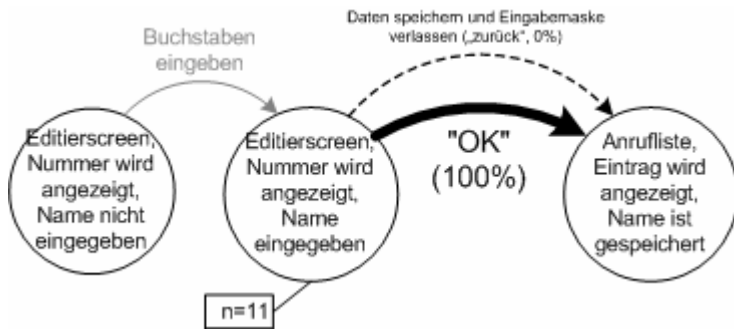 Buchstaben
eingeben
Daten speichern und Eingabemaske
verlassen („zurück", 0%)
Editierscreen,
Nummer wird
angezeigt,
Name nicht
eingegeben
Editierscreen,
Nummer wird
angezeigt,
Name
eingegeben
"OK"
(100%)
Anrufliste,
Eintrag wird
angezeigt,
Name ist
gespeichert
n=11